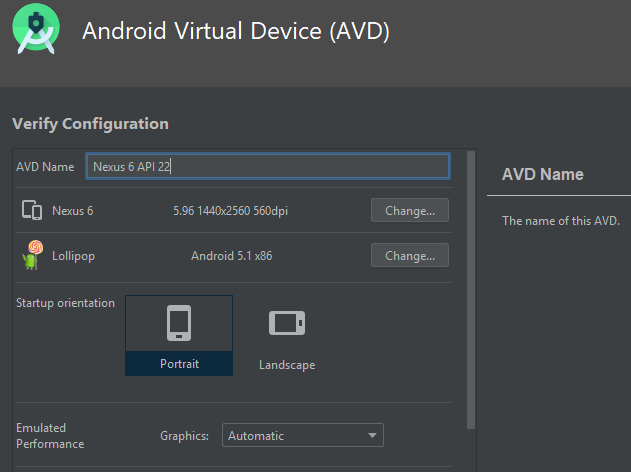 Android Virtual Device (AVD)
Verify Configuration
AVD Name Nexus 6 API 22
Nexus 6 5.96 1440x2560 560dpi Change...
Lollipop Android 5.1 x86 Change...
Startup orientation
Portrait
Landscape
Emulated
Performance
Graphics: Automatic
AVD Name
The name of this AVD.